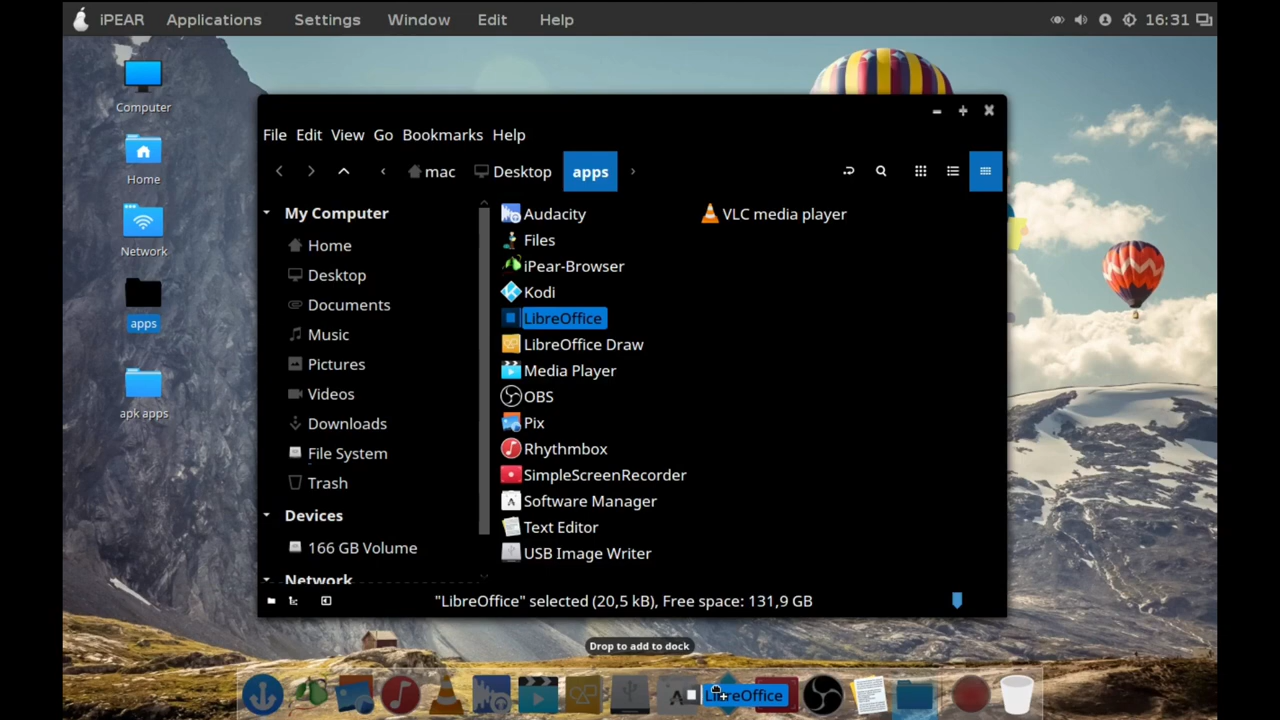 iPEAR Applications Settings Window Edit Help 16:31
Computer
Home
Network
apps
apk apps
File Edit View Go Bookmarks Help
mac Desktop apps
My Computer
Home
Desktop
Documents
Music
Pictures
Videos
Downloads
File System
Trash
Devices
166 GB Volume
Network
Audacity
Files
iPear-Browser
Kodi
LibreOffice
LibreOffice Draw
Media Player
OBS
Pix
Rhythmbox
SimpleScreenRecorder
Software Manager
Text Editor
USB Image Writer
VLC media player
"LibreOffice" selected (20,5 kB), Free space: 131,9 GB
Drop to add to dock
LibreOffice